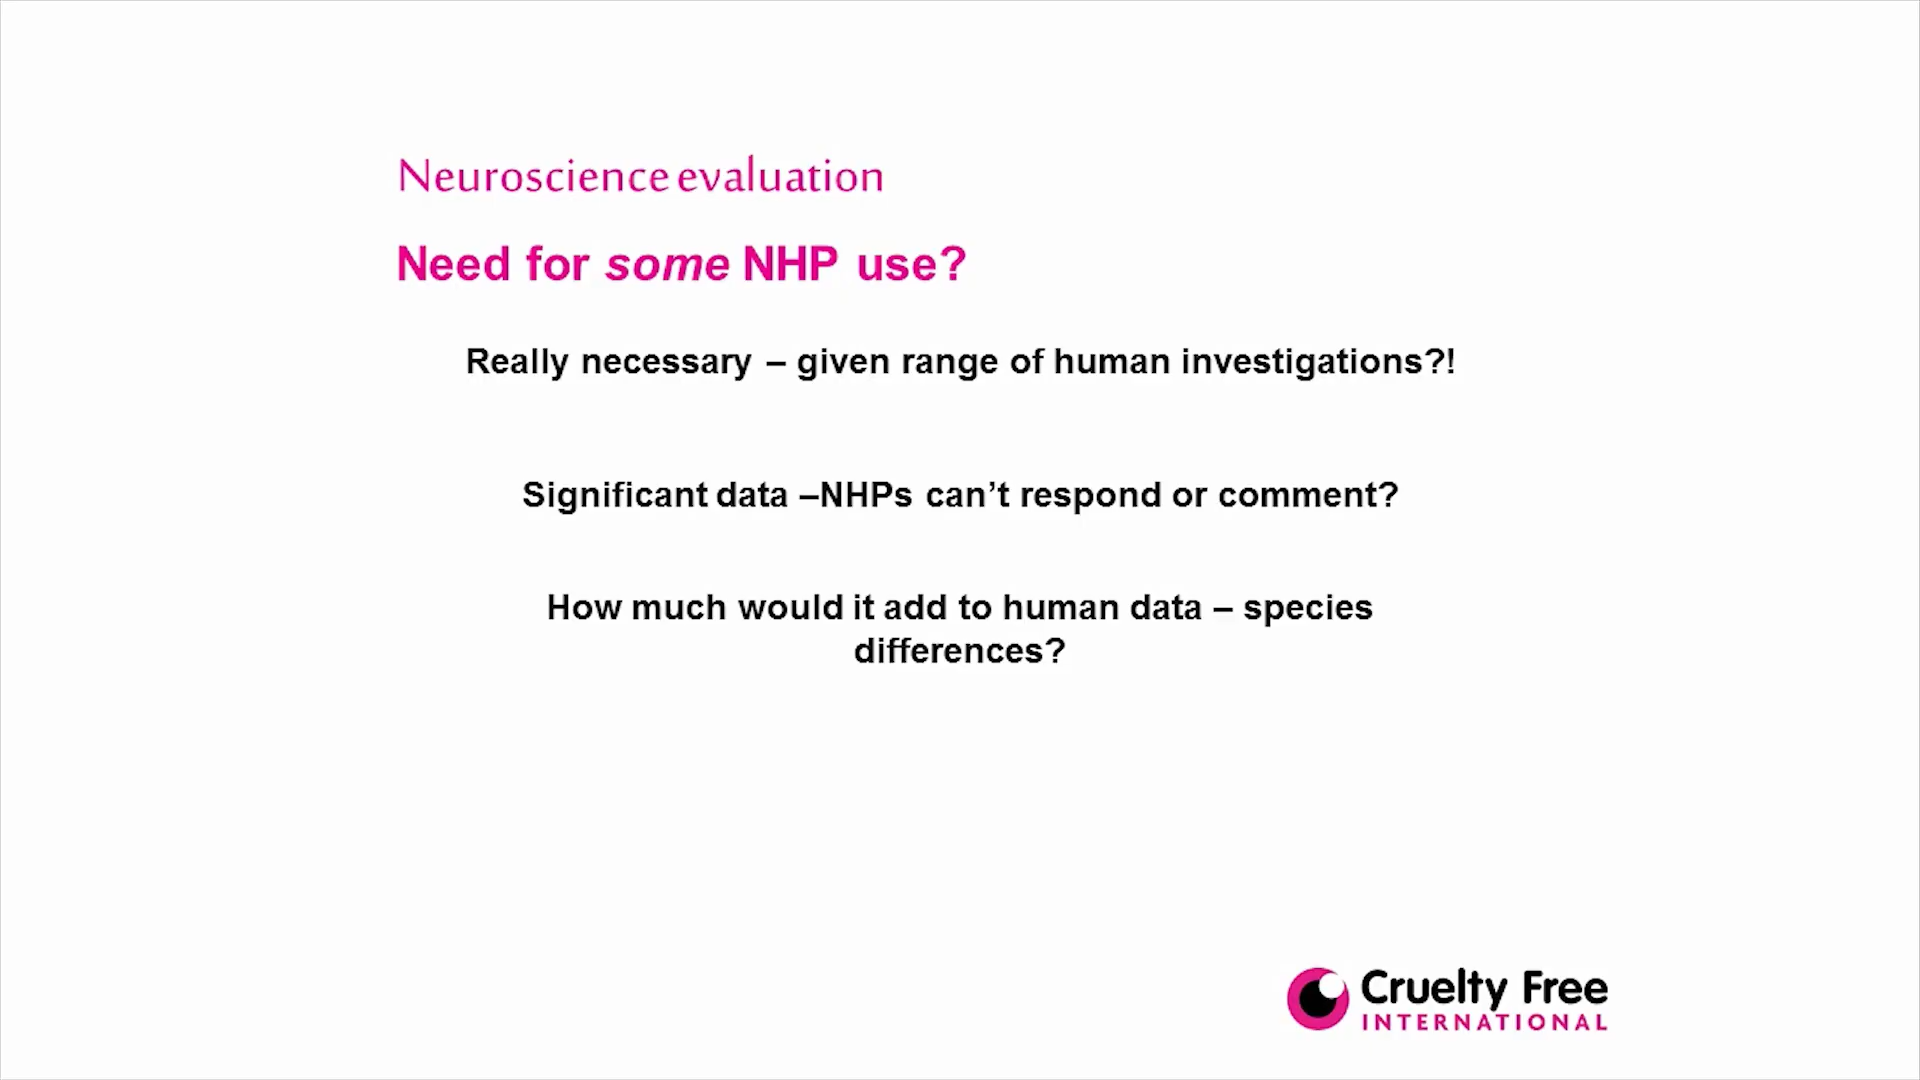 Neuroscience evaluation
Need for some NHP use?
Really necessary – given range of human investigations?!
Significant data –NHPs can’t respond or comment?
How much would it add to human data – species
differences?
Cruelty Free
INTERNATIONAL